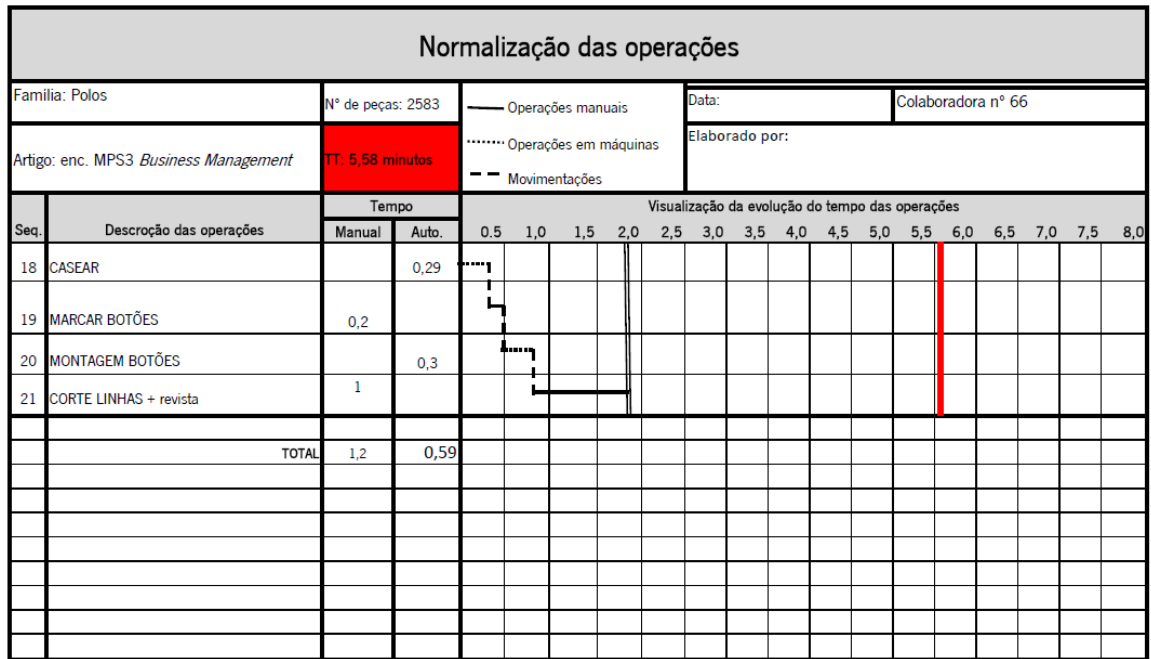 Normalização das operações
Familia: Polos
N° de peças: 2583
Operações manuais
Data:
Colaboradora nº 66
Artigo: enc. MPS3 Business Management
TT: 5,58 minutos
Operações em máquinas
Movimentações
Elaborado por:
Seq. Descroção das operações Tempo Visualização da evolução do tempo das operações
Manual Auto. 0.5 1,0 1,5 2,0 2,5 3,0 3,5 4,0 4,5 5,0 5,5 6,0 6,5 7,0 7,5 8,0
18 CASEAR 0,29
19 MARCAR BOTÕES 0,2
20 MONTAGEM BOTÕES 0,3
21 CORTE LINHAS + revista 1
TOTAL 1,2 0,59